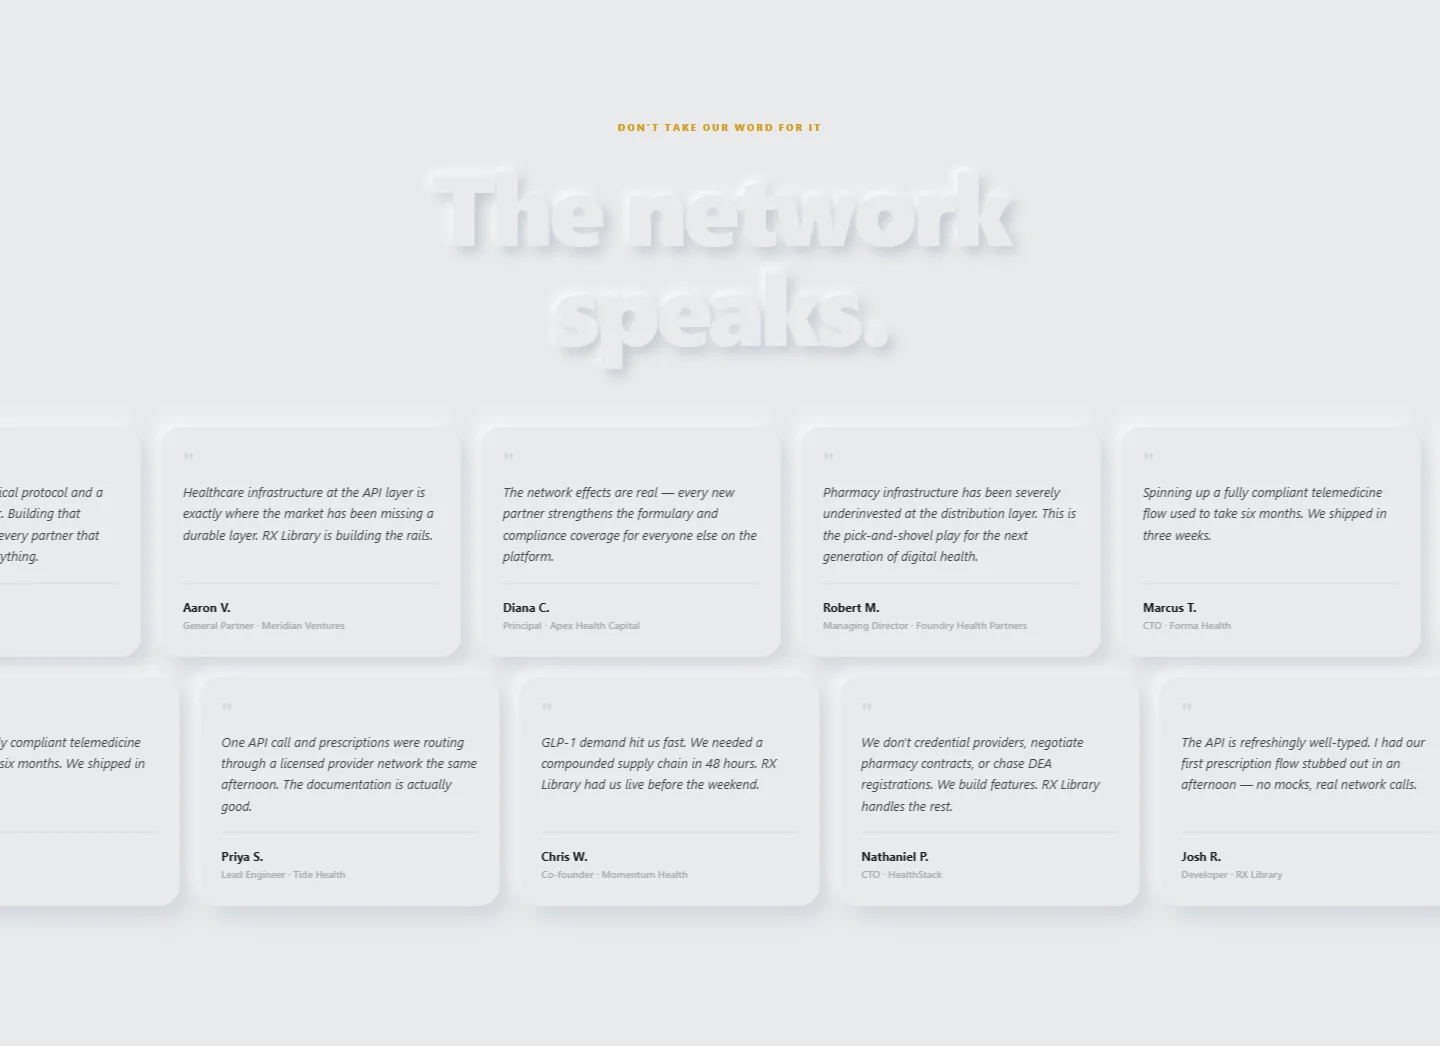 DON'T TAKE OUR WORD FOR IT
The network
speaks.
ical protocol and a
. Building that
every partner that
ything.
"
Healthcare infrastructure at the API layer is
exactly where the market has been missing a
durable layer. RX Library is building the rails.
Aaron V.
General Partner · Meridian Ventures
"
The network effects are real — every new
partner strengthens the formulary and
compliance coverage for everyone else on the
platform.
Diana C.
Principal · Apex Health Capital
"
Pharmacy infrastructure has been severely
underinvested at the distribution layer. This is
the pick-and-shovel play for the next
generation of digital health.
Robert M.
Managing Director · Foundry Health Partners
"
Spinning up a fully compliant telemedicine
flow used to take six months. We shipped in
three weeks.
Marcus T.
CTO · Forma Health
y compliant telemedicine
six months. We shipped in
"
One API call and prescriptions were routing
through a licensed provider network the same
afternoon. The documentation is actually
good.
Priya S.
Lead Engineer · Tide Health
"
GLP-1 demand hit us fast. We needed a
compounded supply chain in 48 hours. RX
Library had us live before the weekend.
Chris W.
Co-founder · Momentum Health
"
We don't credential providers, negotiate
pharmacy contracts, or chase DEA
registrations. We build features. RX Library
handles the rest.
Nathaniel P.
CTO · HealthStack
"
The API is refreshingly well-typed. I had our
first prescription flow stubbed out in an
afternoon — no mocks, real network calls.
Josh R.
Developer · RX Library